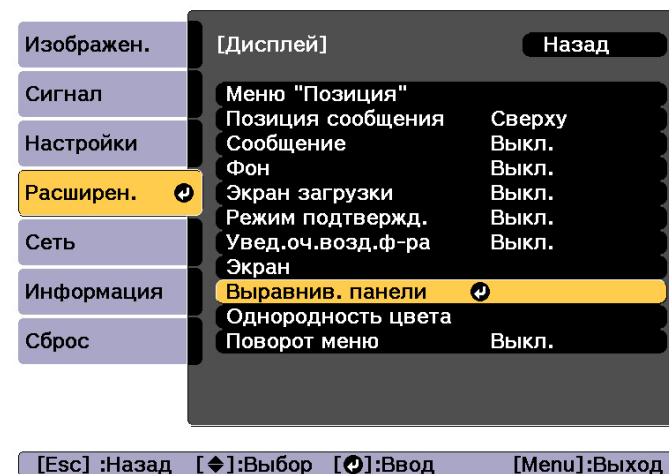 Изображен.
Сигнал
Настройки
Расширен.
Сеть
Информация
Сброс
[Дисплей] Назад
Меню "Позиция"
Позиция сообщения Сверху
Сообщение Выкл.
Фон Выкл.
Экран загрузки Выкл.
Режим подтвержд. Выкл.
Увед.оч.возд.ф-ра Выкл.
Экран
Выравнив. панели
Однородность цвета
Поворот меню Выкл.
[Esc] :Назад [◆]:Выбор [⏎]:Ввод [Menu]:Выход